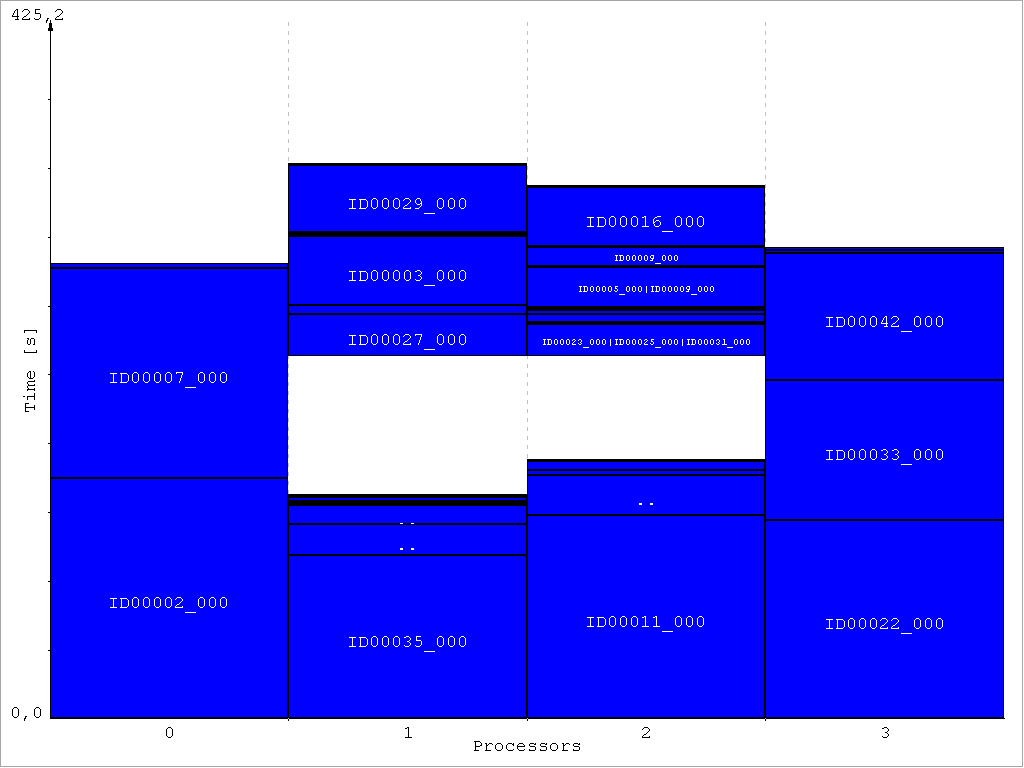 425,2
ID00029_000
ID00016_000
ID00009_000
ID00003_000
ID00005_000|ID00009_000
ID00042_000
ID00027_000
ID00023_000|ID00025_000|ID00031_000
Time [s]
ID00007_000
ID00033_000
..
..
..
ID00002_000
ID00035_000
ID00011_000
ID00022_000
0,0
0 1 2 3
Processors